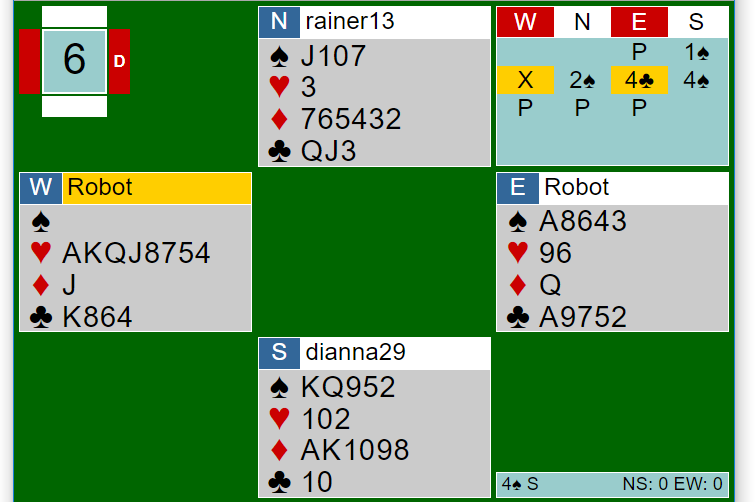 6
D
N rainer13
♠ J107
♥ 3
♦ 765432
♣ QJ3
W N E S
P 1♠
X 2♠ 4♣ 4♠
P P P
W Robot
♠
♥ AKQJ8754
♦ J
♣ K864
E Robot
♠ A8643
♥ 96
♦ Q
♣ A9752
S dianna29
♠ KQ952
♥ 102
♦ AK1098
♣ 10
4♠ S NS: 0 EW: 0